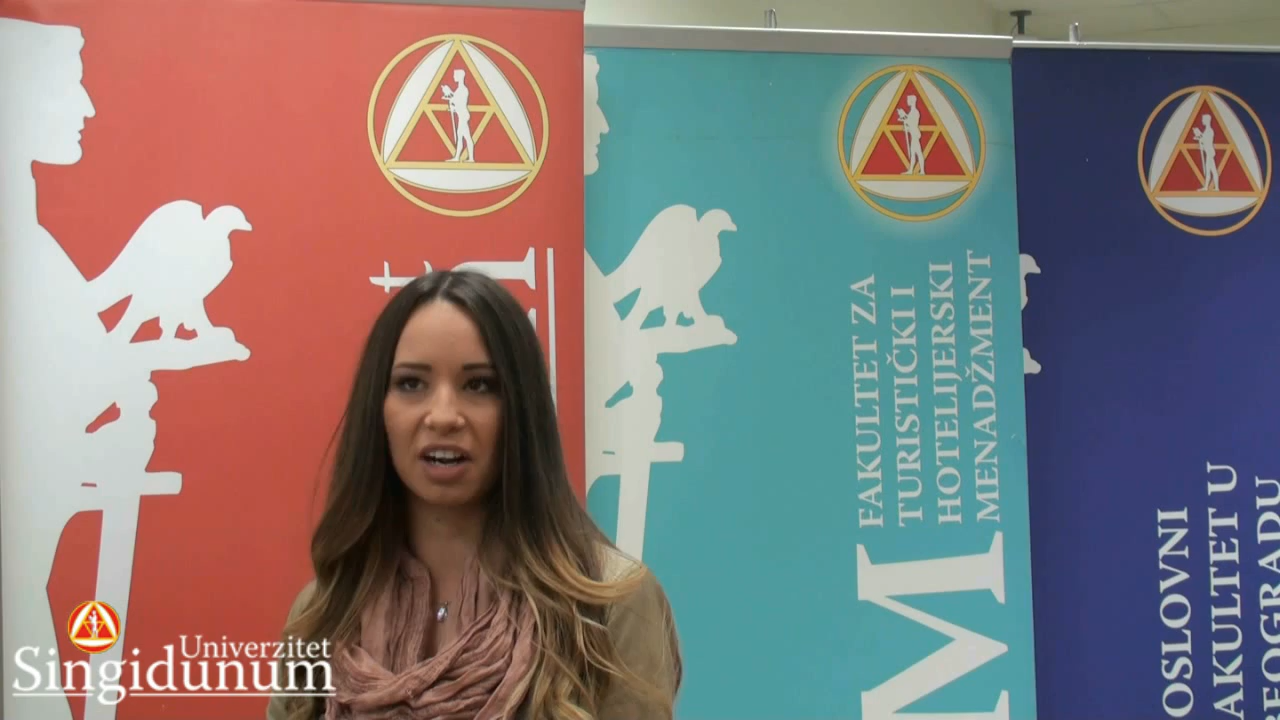 FAKULTET ZA
TURISTIČKI I
HOTELIJERSKI
MENADŽMENT
M
OSLOVNI
AKULTET U
EOGRADU
Univerzitet
Singidunum